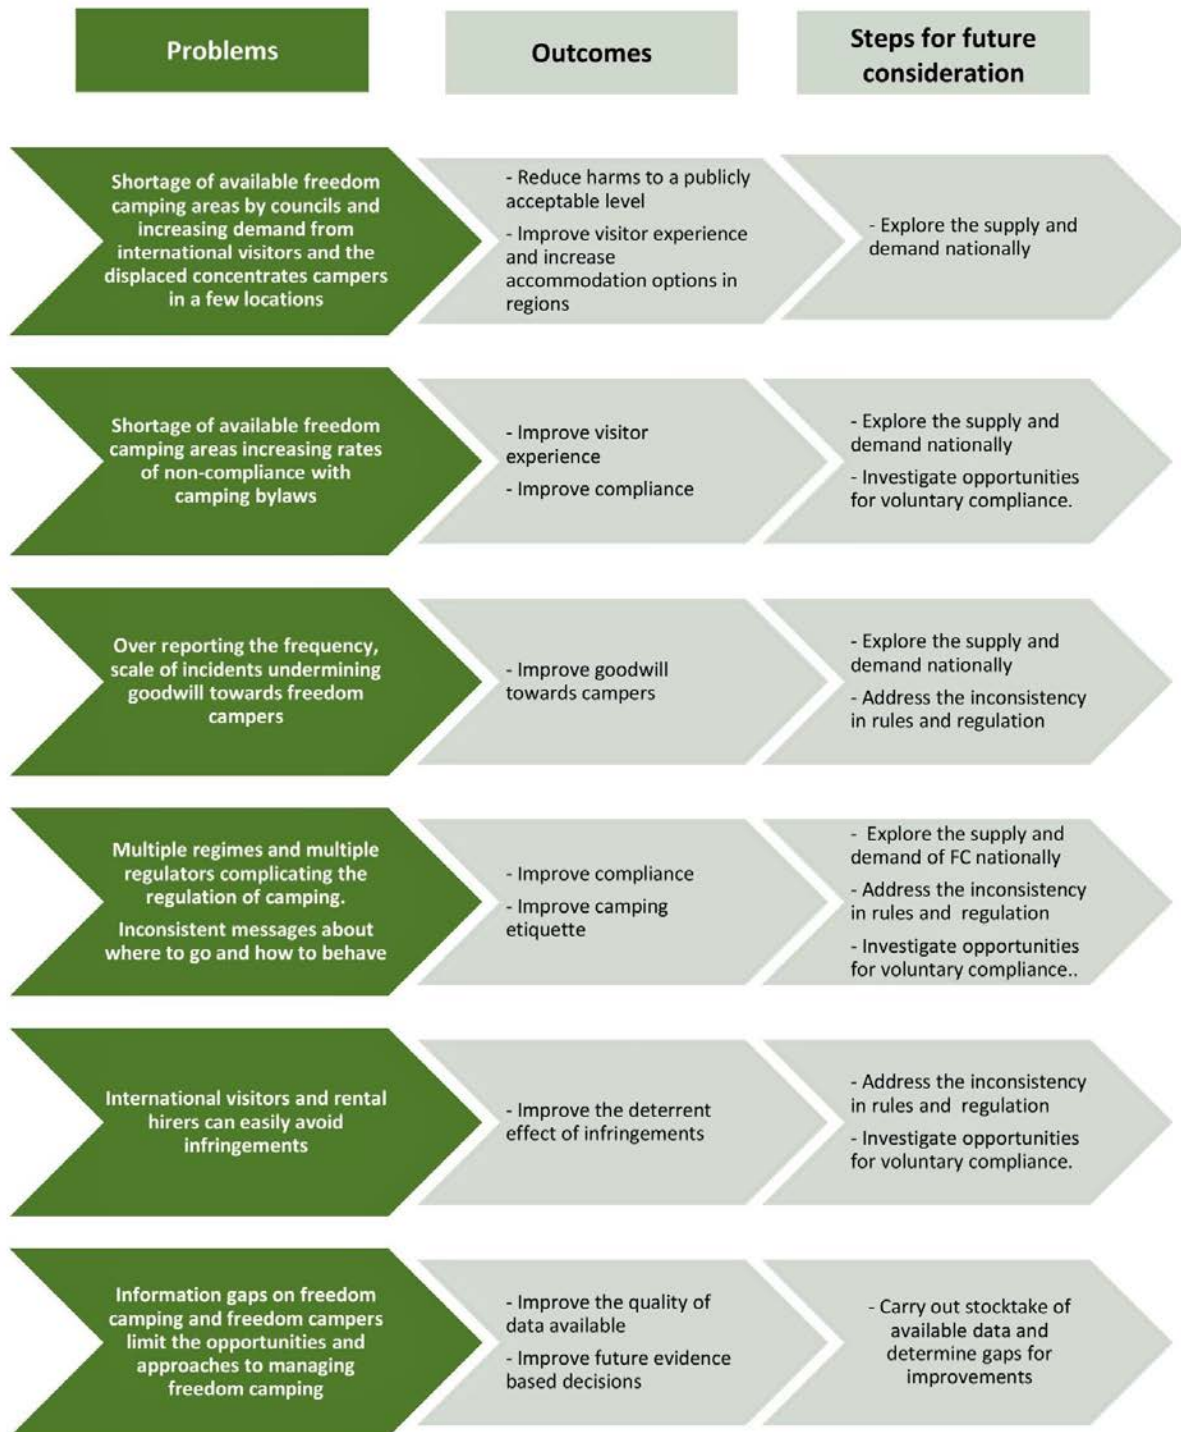 Problems
Outcomes
Steps for future
consideration
Shortage of available freedom
camping areas by councils and
increasing demand from
international visitors and the
displaced concentrates campers
in a few locations
- Reduce harms to a publicly
acceptable level
- Improve visitor experience
and increase
accommodation options in
regions
- Explore the supply and
demand nationally
Shortage of available freedom
camping areas increasing rates
of non-compliance with
camping bylaws
- Improve visitor
experience
- Improve compliance
- Explore the supply and
demand nationally
- Investigate opportunities
for voluntary compliance.
Over reporting the frequency,
scale of incidents undermining
goodwill towards freedom
campers
- Improve goodwill
towards campers
- Explore the supply and
demand nationally
- Address the inconsistency
in rules and regulation
Multiple regimes and multiple
regulators complicating the
regulation of camping.
Inconsistent messages about
where to go and how to behave
- Improve compliance
- Improve camping
etiquette
- Explore the supply and
demand of FC nationally
- Address the inconsistency
in rules and regulation
- Investigate opportunities
for voluntary compliance..
International visitors and rental
hirers can easily avoid
infringements
- Improve the deterrent
effect of infringements
- Address the inconsistency
in rules and regulation
- Investigate opportunities
for voluntary compliance.
Information gaps on freedom
camping and freedom campers
limit the opportunities and
approaches to managing
freedom camping
- Improve the quality of
data available
- Improve future evidence
based decisions
- Carry out stocktake of
available data and
determine gaps for
improvements